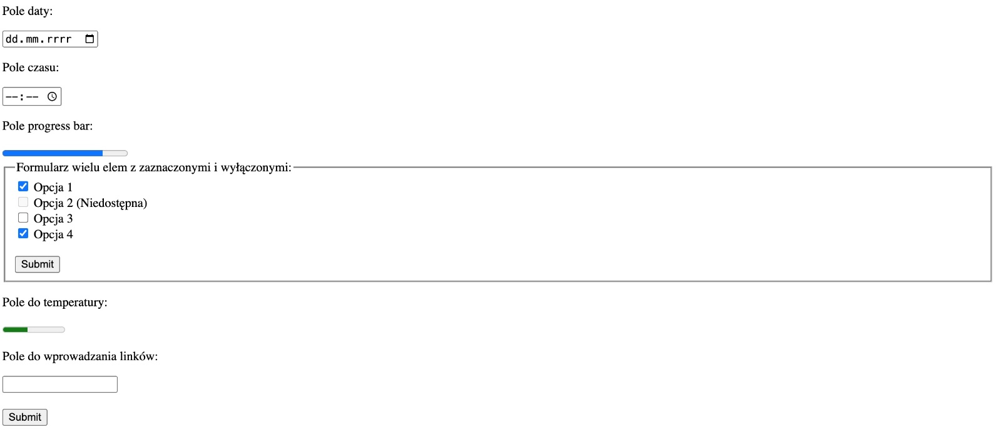 Pole daty:
dd.mm.rrrr
Pole czasu:
--:--
Pole progress bar:
Formularz wielu elem z zaznaczonymi i wyłączonymi:
Opcja 1
Opcja 2 (Niedostępna)
Opcja 3
Opcja 4
Submit
Pole do temperatury:
Pole do wprowadzania linków:
Submit